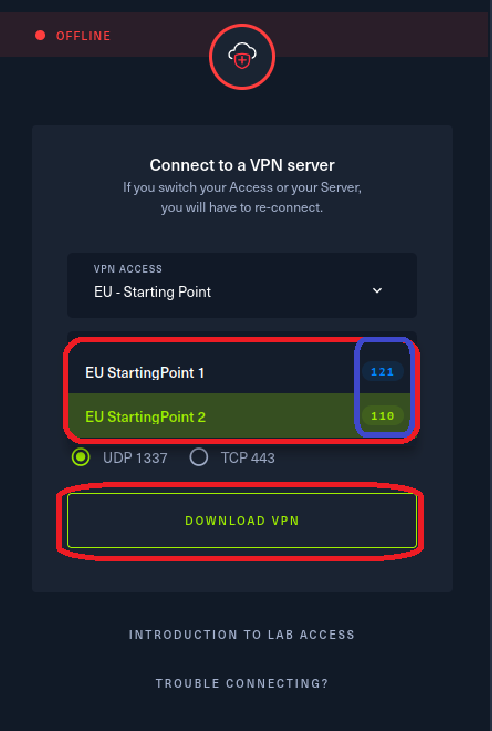 OFFLINE
Connect to a VPN server
If you switch your Access or your Server,
you will have to re-connect.
VPN ACCESS
EU - Starting Point
EU StartingPoint 1 121
EU StartingPoint 2 110
UDP 1337 TCP 443
DOWNLOAD VPN
INTRODUCTION TO LAB ACCESS
TROUBLE CONNECTING?